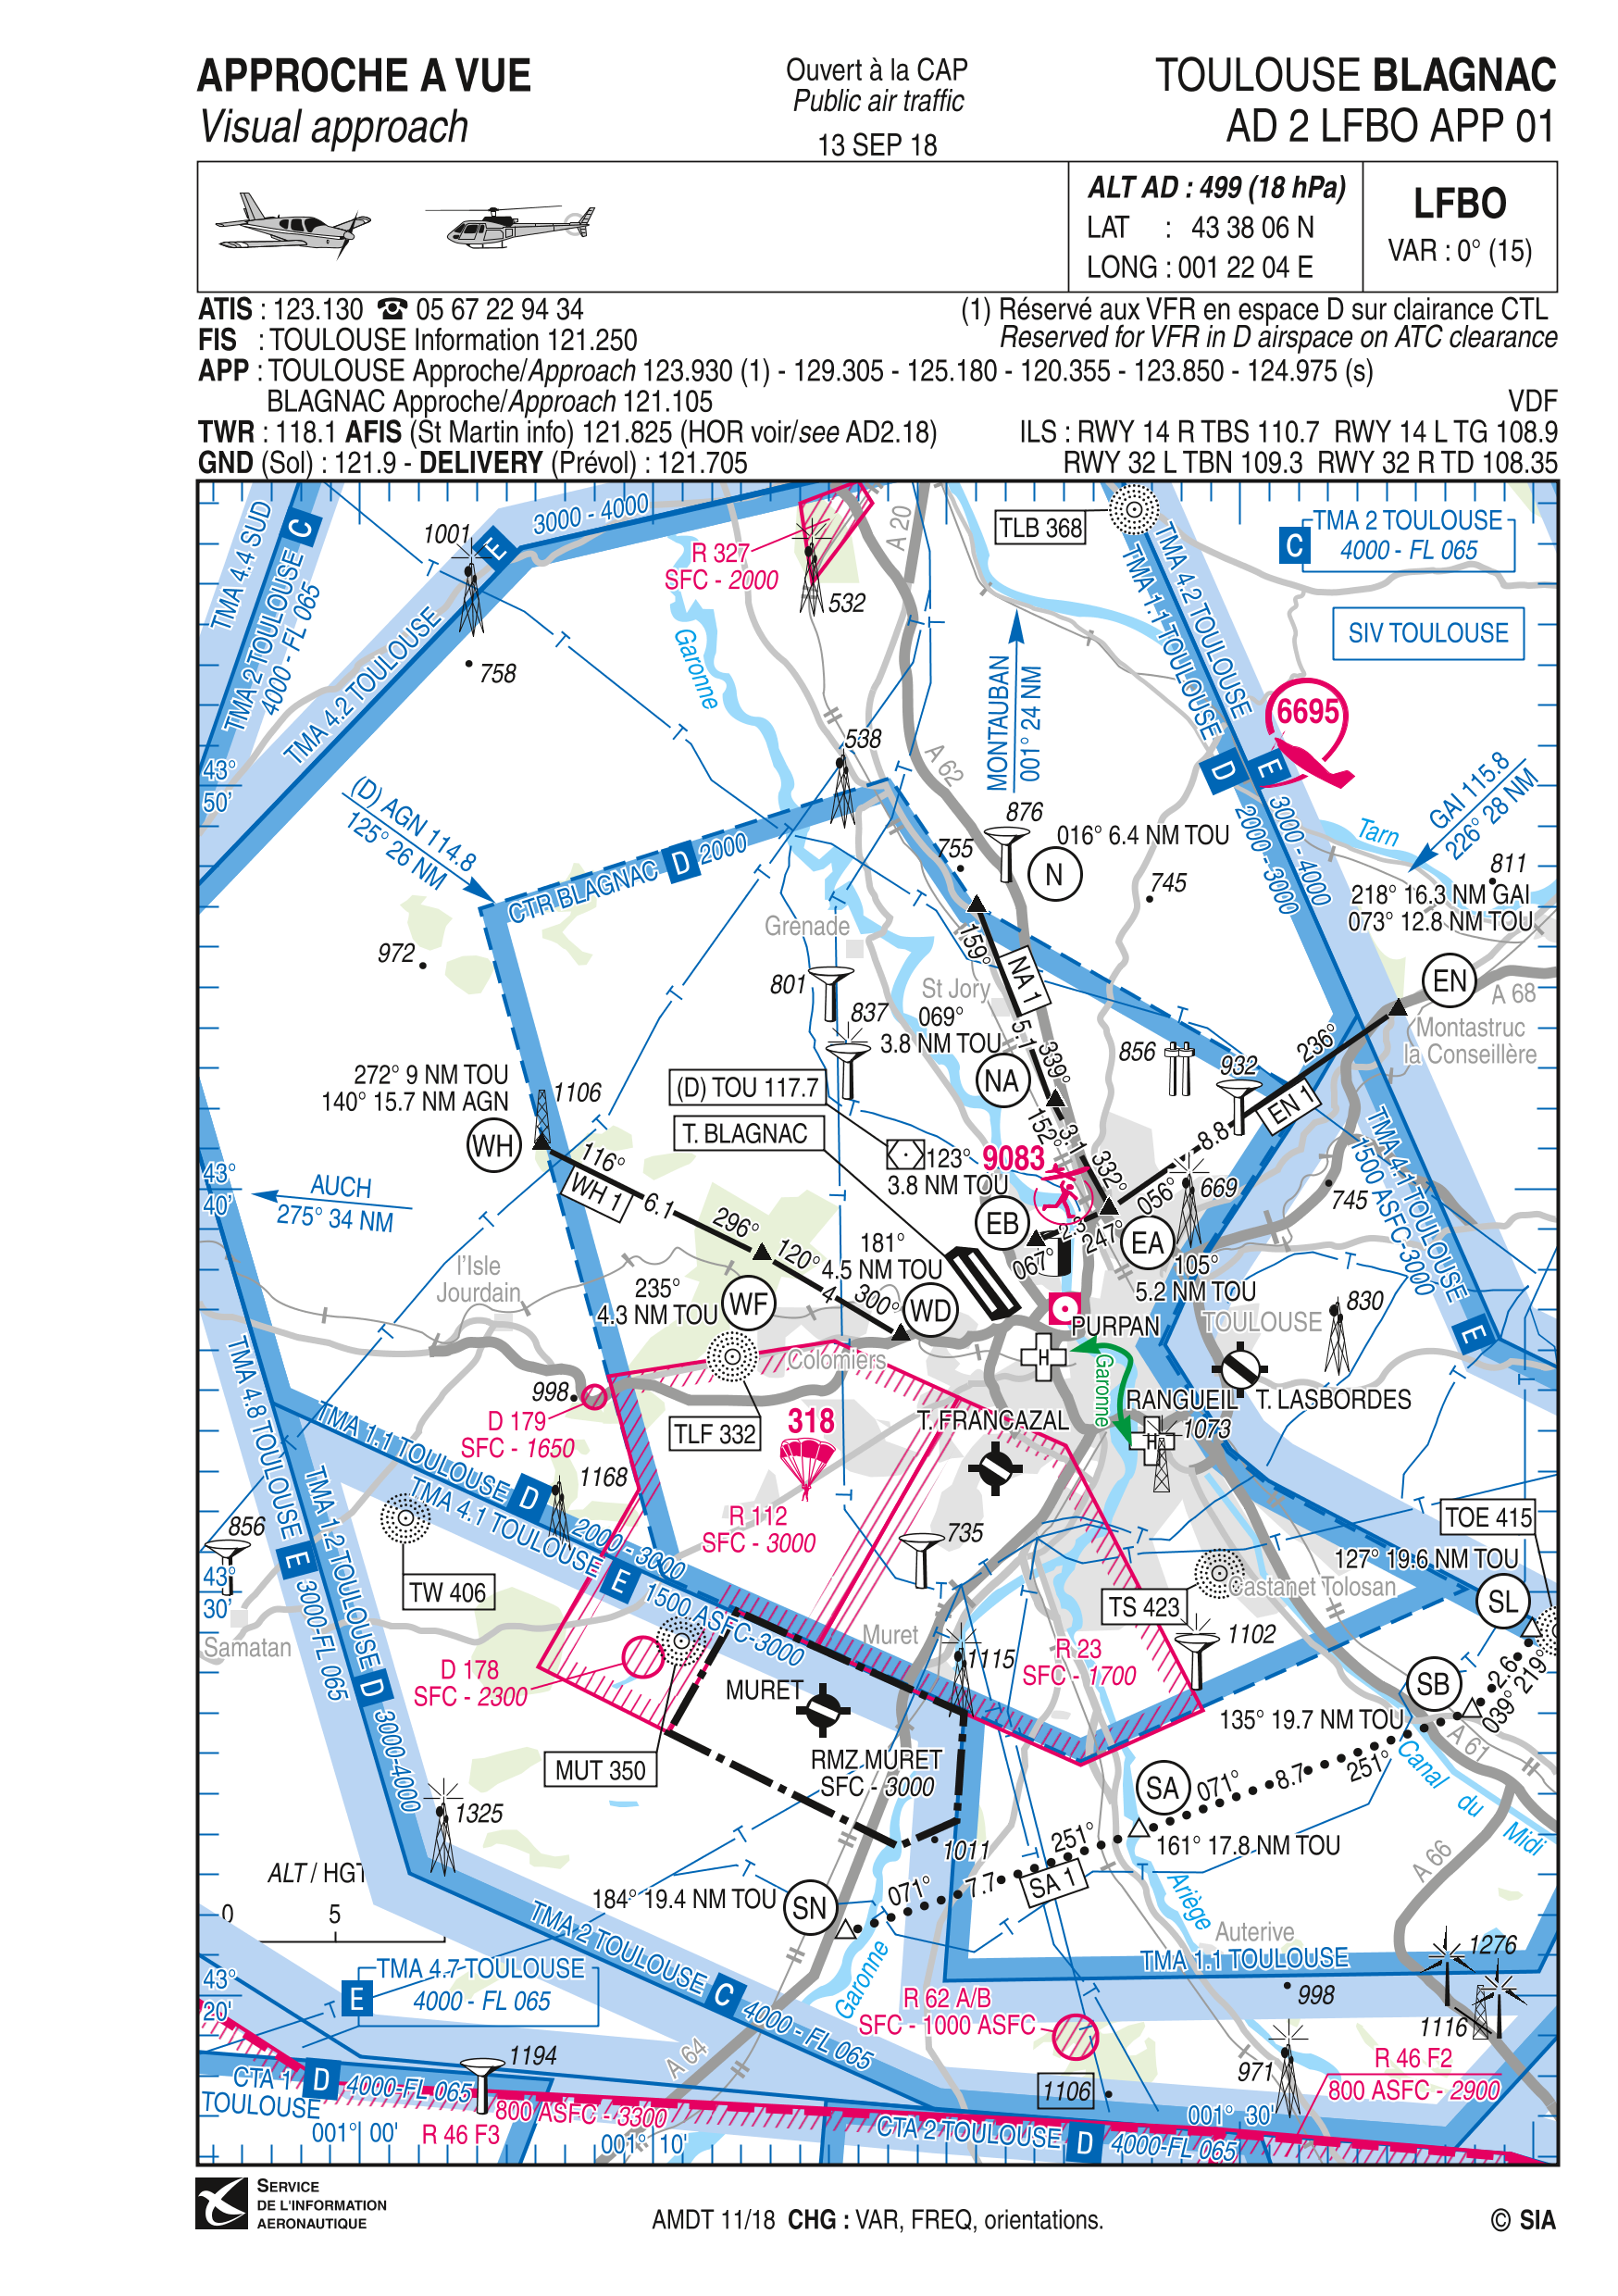 APPROCHE A VUE
Visual approach
Ouvert à la CAP
Public air traffic
13 SEP 18
TOULOUSE BLAGNAC
AD 2 LFBO APP 01
ALT AD : 499 (18 hPa)
LAT : 43 38 06 N
LONG : 001 22 04 E
LFBO
VAR : 0° (15)
ATIS : 123.130 ☎ 05 67 22 94 34
(1) Réservé aux VFR en espace D sur clairance CTL
FIS : TOULOUSE Information 121.250
Reserved for VFR in D airspace on ATC clearance
APP : TOULOUSE Approche/Approach 123.930 (1) - 129.305 - 125.180 - 120.355 - 123.850 - 124.975 (s)
BLAGNAC Approche/Approach 121.105
VDF
TWR : 118.1 AFIS (St Martin info) 121.825 (HOR voir/see AD2.18)
ILS : RWY 14 R TBS 110.7 RWY 14 L TG 108.9
GND (Sol) : 121.9 - DELIVERY (Prévol) : 121.705
RWY 32 L TBN 109.3 RWY 32 R TD 108.35
TMA 4.4 SUD
TMA 2 TOULOUSE C
4000 - FL 065
1001
E
3000 - 4000
TMA 4.2 TOULOUSE
758
R 327
SFC - 2000
532
A 20
TLB 368
C
TMA 2 TOULOUSE
4000 - FL 065
SIV TOULOUSE
TMA 4.2 TOULOUSE
TMA 1.1 TOULOUSE
D
E
2000 - 3000
3000 - 4000
6695
Garonne
538
A 62
MONTAUBAN
001° 24 NM
GAI 115.8
226° 28 NM
Tarn
811
218° 16.3 NM GAI
073° 12.8 NM TOU
EN
A 68
Montastruc
la Conseillère
43°
50'
(D) AGN 114.8
125° 26 NM
CTR BLAGNAC D 2000
755
876
N
016° 6.4 NM TOU
745
972
Grenade
801
837
St Jory
069°
3.8 NM TOU
NA
159°
NA 1
5.1
339°
856
932
236°
EN 1
8.8
056°
272° 9 NM TOU
140° 15.7 NM AGN
1106
WH
(D) TOU 117.7
T. BLAGNAC
123°
3.8 NM TOU
9083
EB
152°
3.1
332°
669
745
TMA 4.1 TOULOUSE
1500 ASFC-3000
E
43°
40'
AUCH
275° 34 NM
116°
WH 1
6.1
296°
120°
4
300°
181°
4.5 NM TOU
WD
235°
4.3 NM TOU
WF
067°
2.3
247°
EA
105°
5.2 NM TOU
l'Isle
Jourdain
PURPAN
H
TOULOUSE
830
Colomiers
Garonne
RANGUEIL
H
1073
T. LASBORDES
998
D 179
SFC - 1650
TLF 332
318
T. FRANCAZAL
TMA 4.8 TOULOUSE E 3000-FL 065
TMA 1.2 TOULOUSE D 3000-4000
TMA 1.1 TOULOUSE D 2000 - 3000
TMA 4.1 TOULOUSE E 1500 ASFC-3000
1168
R 112
SFC - 3000
735
856
43°
30'
Samatan
TW 406
TOE 415
127° 19.6 NM TOU
Castanet Tolosan
SL
TS 423
1102
Muret
1115
R 23
SFC - 1700
D 178
SFC - 2300
MURET
SB
2.6
039°
219°
135° 19.7 NM TOU
A 61
Canal du Midi
MUT 350
RMZ MURET
SFC - 3000
SA
071°
8.7
251°
161° 17.8 NM TOU
1325
1011
A 66
ALT / HGT
0
5
184° 19.4 NM TOU
SN
071°
7.7
SA 1
251°
Ariège
Auterive
TMA 1.1 TOULOUSE
1276
TMA 2 TOULOUSE C 4000 - FL 065
Garonne
43°
20'
E
TMA 4.7 TOULOUSE
4000 - FL 065
R 62 A/B
SFC - 1000 ASFC
998
1116
A 64
1194
CTA 1
TOULOUSE
D
4000-FL 065
1106
971
R 46 F2
800 ASFC - 2900
001° 00'
R 46 F3
800 ASFC - 3300
001° 10'
CTA 2 TOULOUSE D 4000-FL 065
001° 30'
SERVICE
DE L'INFORMATION
AERONAUTIQUE
AMDT 11/18 CHG : VAR, FREQ, orientations.
© SIA